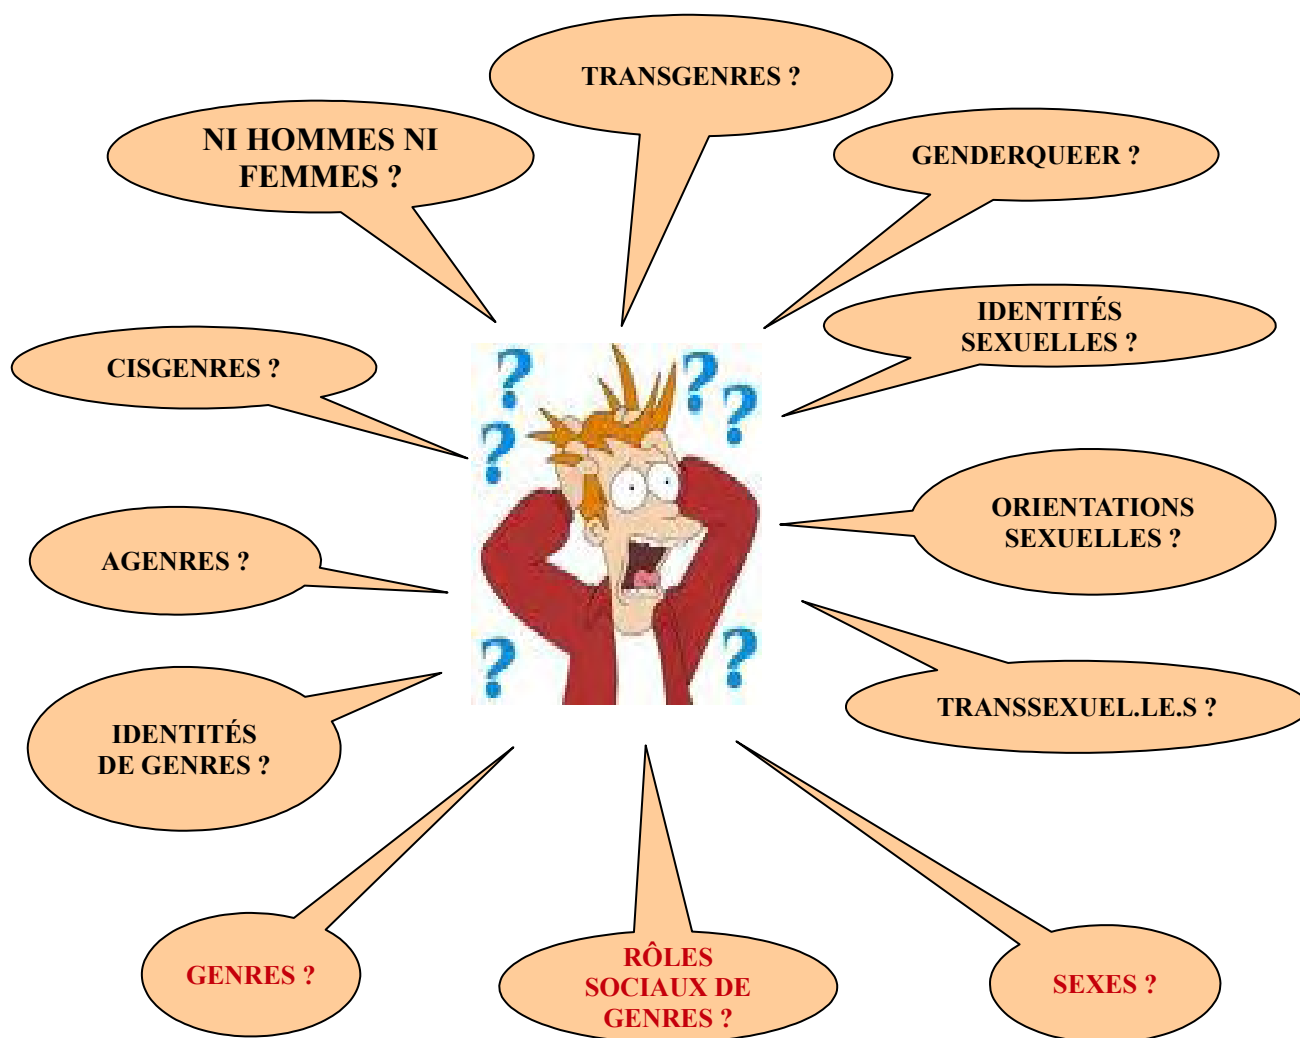 TRANSGENRES ?
NI HOMMES NI
FEMMES ?
GENDERQUEER ?
IDENTITÉS
SEXUELLES ?
CISGENRES ?
ORIENTATIONS
SEXUELLES ?
AGENRES ?
TRANSSEXUEL.LE.S ?
IDENTITÉS
DE GENRES ?
GENRES ?
RÔLES
SOCIAUX DE
GENRES ?
SEXES ?
? ? ? ? ? ?